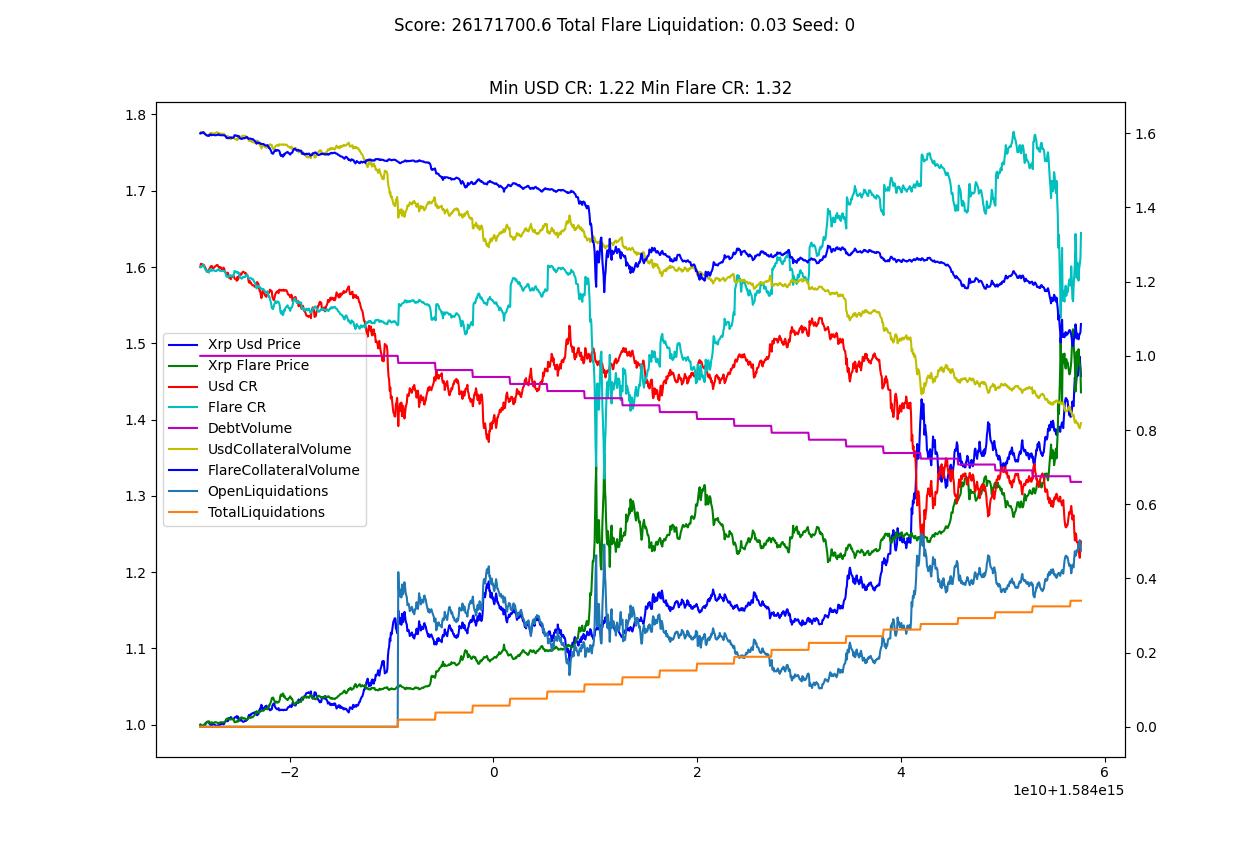 Score: 26171700.6 Total Flare Liquidation: 0.03 Seed: 0
Min USD CR: 1.22 Min Flare CR: 1.32
1.8
1.7
1.6
1.5
1.4
1.3
1.2
1.1
1.0
Xrp Usd Price
Xrp Flare Price
Usd CR
Flare CR
DebtVolume
UsdCollateralVolume
FlareCollateralVolume
OpenLiquidations
TotalLiquidations
1.6
1.4
1.2
1.0
0.8
0.6
0.4
0.2
0.0
−2 0 2 4 6
1e10+1.584e15